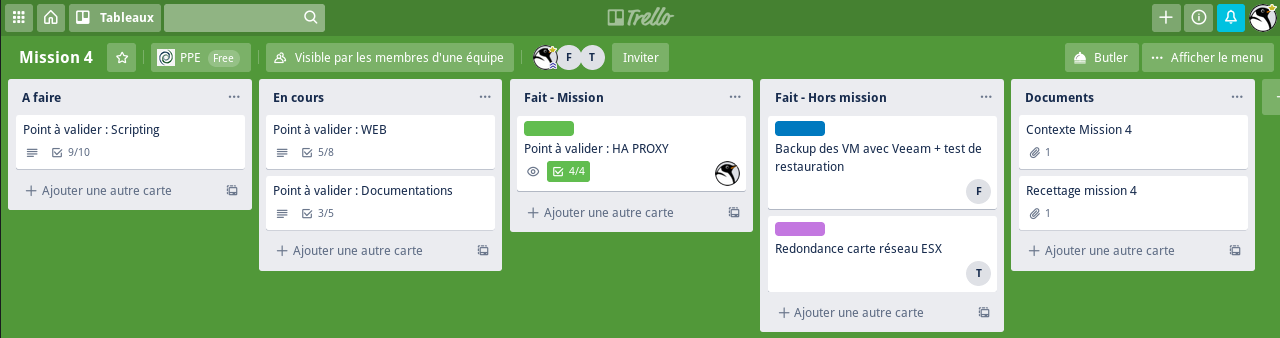 Tableaux
Trello
Mission 4
PPE Free
Visible par les membres d'une équipe
F T
Inviter
Butler
Afficher le menu
A faire
Point à valider : Scripting
9/10
Ajouter une autre carte
En cours
Point à valider : WEB
5/8
Point à valider : Documentations
3/5
Ajouter une autre carte
Fait - Mission
Point à valider : HA PROXY
4/4
Ajouter une autre carte
Fait - Hors mission
Backup des VM avec Veeam + test de
restauration
F
Redondance carte réseau ESX
T
Ajouter une autre carte
Documents
Contexte Mission 4
1
Recettage mission 4
1
Ajouter une autre carte